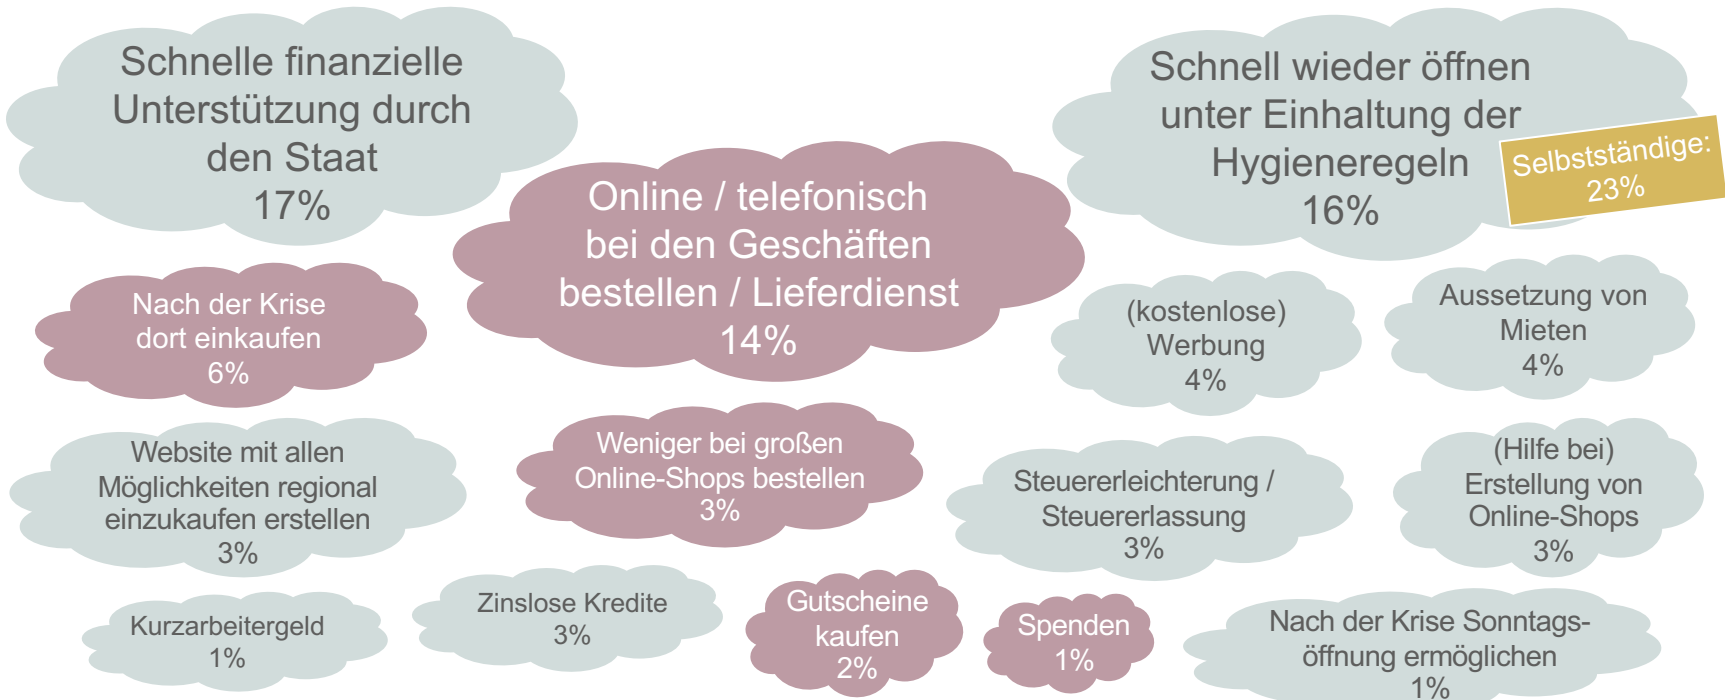 Schnelle finanzielle
Unterstützung durch
den Staat
17%
Schnell wieder öffnen
unter Einhaltung der
Hygieneregeln
16%
Selbstständige:
23%
Online / telefonisch
bei den Geschäften
bestellen / Lieferdienst
14%
Nach der Krise
dort einkaufen
6%
(kostenlose)
Werbung
4%
Aussetzung von
Mieten
4%
Website mit allen
Möglichkeiten regional
einzukaufen erstellen
3%
Weniger bei großen
Online-Shops bestellen
3%
Steuererleichterung /
Steuererlassung
3%
(Hilfe bei)
Erstellung von
Online-Shops
3%
Kurzarbeitergeld
1%
Zinslose Kredite
3%
Gutscheine
kaufen
2%
Spenden
1%
Nach der Krise Sonntags-
öffnung ermöglichen
1%